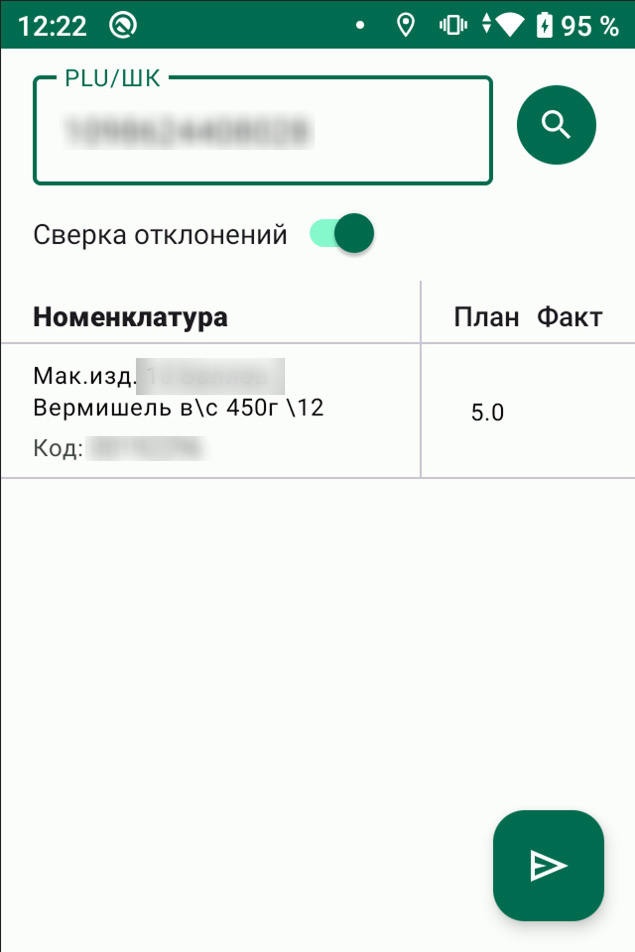 12:22 95 %
PLU/ШК
Сверка отклонений
Номенклатура План Факт
Мак.изд.
Вермишель в\с 450г \12 5.0
Код: